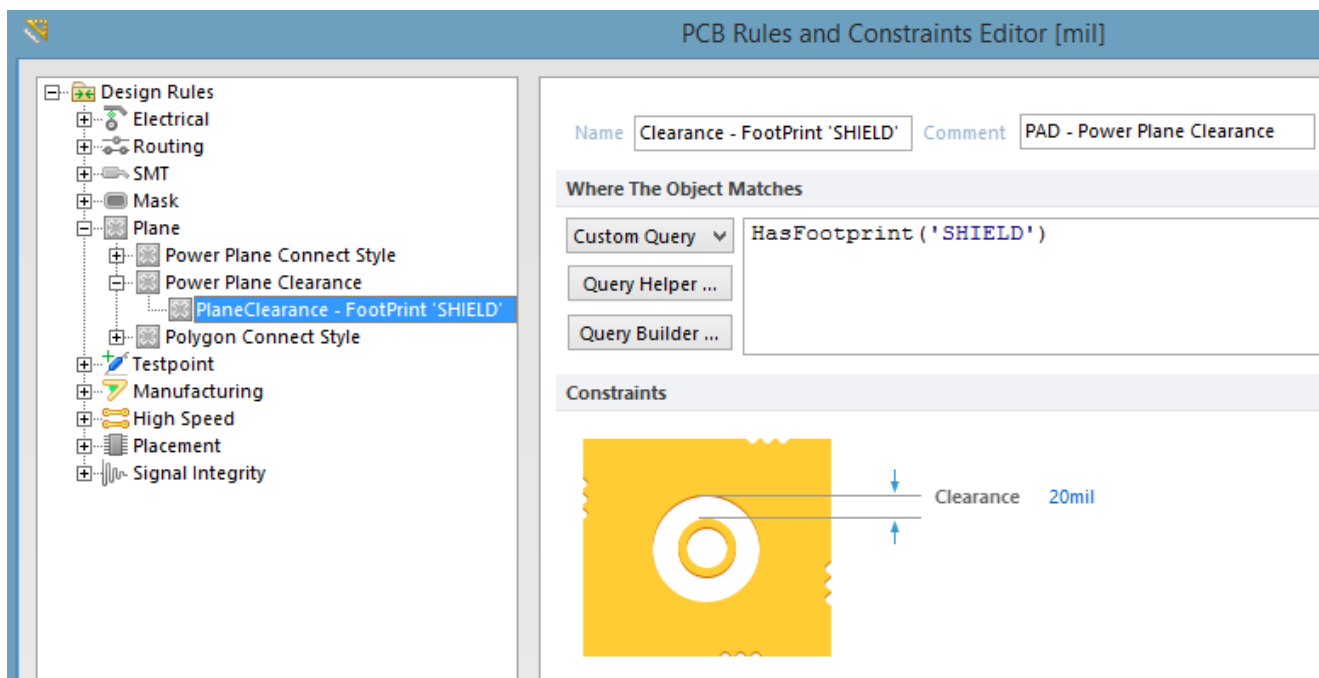 PCB Rules and Constraints Editor [mil]
Design Rules
Electrical
Routing
SMT
Mask
Plane
Power Plane Connect Style
Power Plane Clearance
PlaneClearance - FootPrint 'SHIELD'
Polygon Connect Style
Testpoint
Manufacturing
High Speed
Placement
Signal Integrity
Name Clearance - FootPrint 'SHIELD' Comment PAD - Power Plane Clearance
Where The Object Matches
Custom Query HasFootprint('SHIELD')
Query Helper ...
Query Builder ...
Constraints
Clearance 20mil